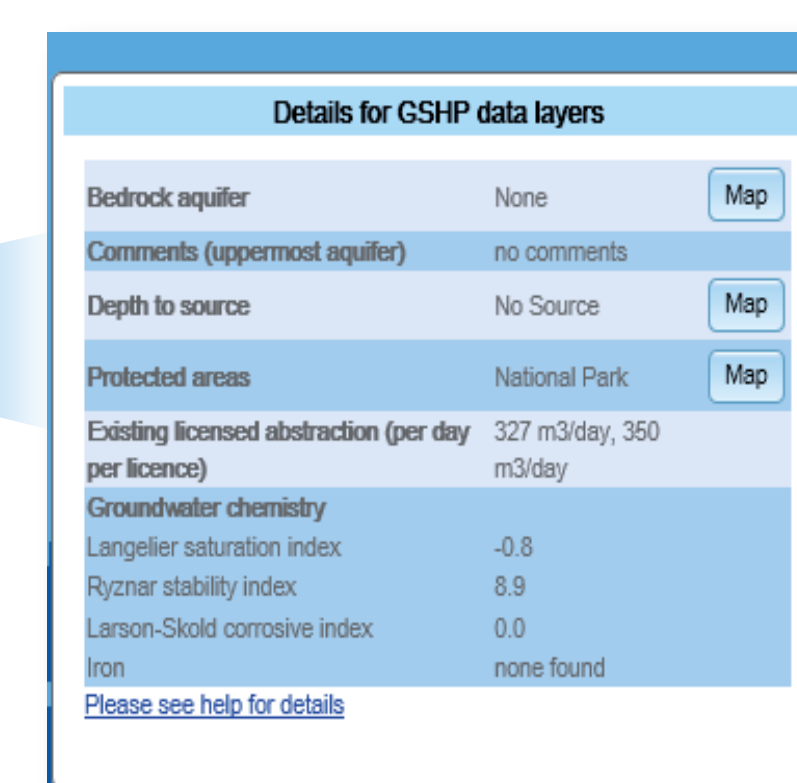 Details for GSHP data layers
Bedrock aquifer None Map
Comments (uppermost aquifer) no comments
Depth to source No Source Map
Protected areas National Park Map
Existing licensed abstraction (per day 327 m3/day, 350
per licence) m3/day
Groundwater chemistry
Langelier saturation index -0.8
Ryznar stability index 8.9
Larson-Skold corrosive index 0.0
Iron none found
Please see help for details